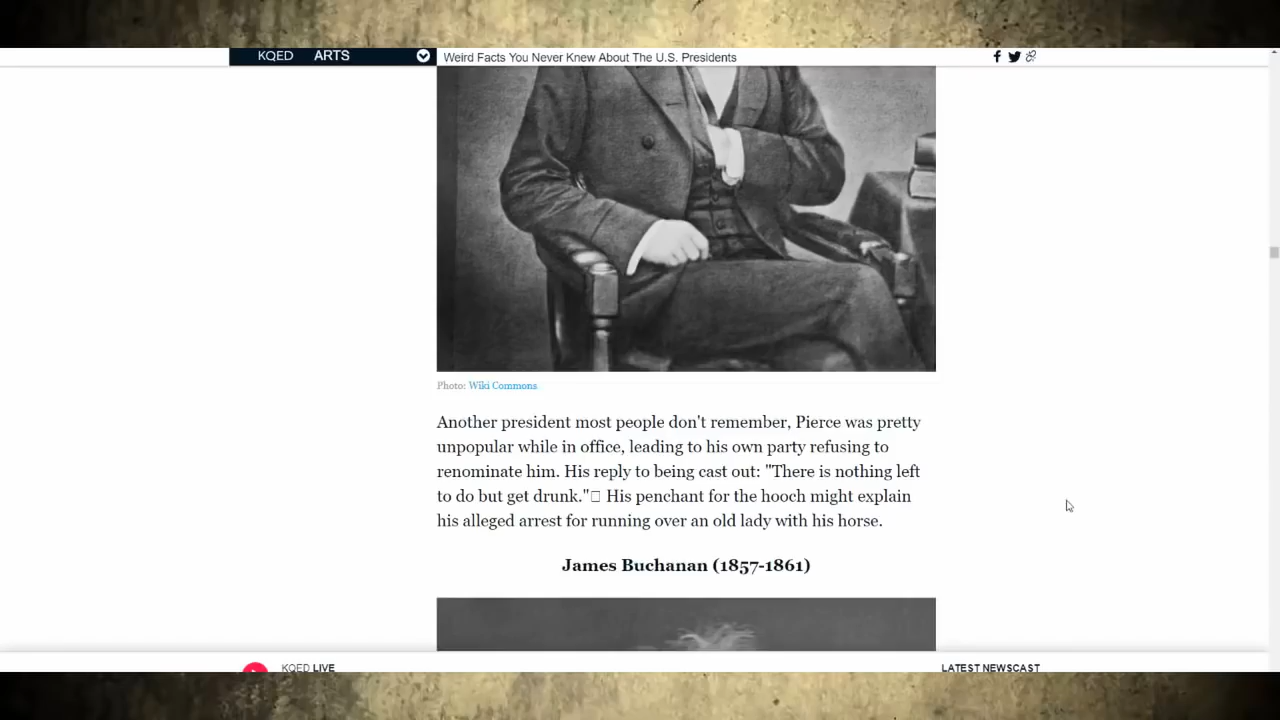 KQED ARTS
Weird Facts You Never Knew About The U.S. Presidents
Photo: Wiki Commons
Another president most people don't remember, Pierce was pretty
unpopular while in office, leading to his own party refusing to
renominate him. His reply to being cast out: "There is nothing left
to do but get drunk."□ His penchant for the hooch might explain
his alleged arrest for running over an old lady with his horse.
James Buchanan (1857-1861)
KQED LIVE
LATEST NEWSCAST